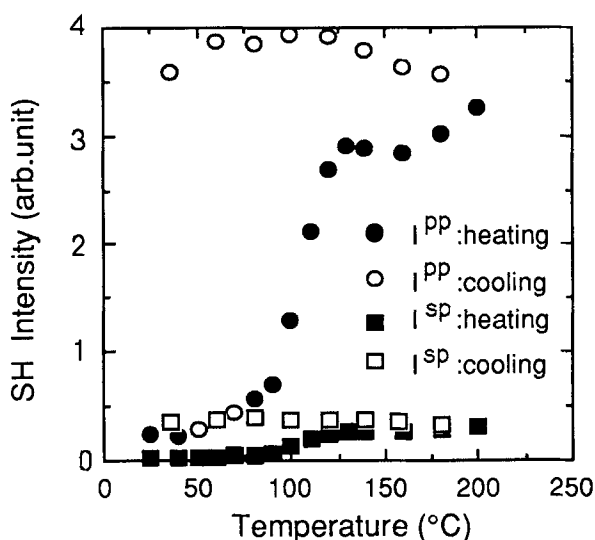 SH Intensity (arb.unit)
4
3
2
1
0
I^pp :heating
I^pp :cooling
I^sp :heating
I^sp :cooling
0 50 100 150 200 250
Temperature (°C)